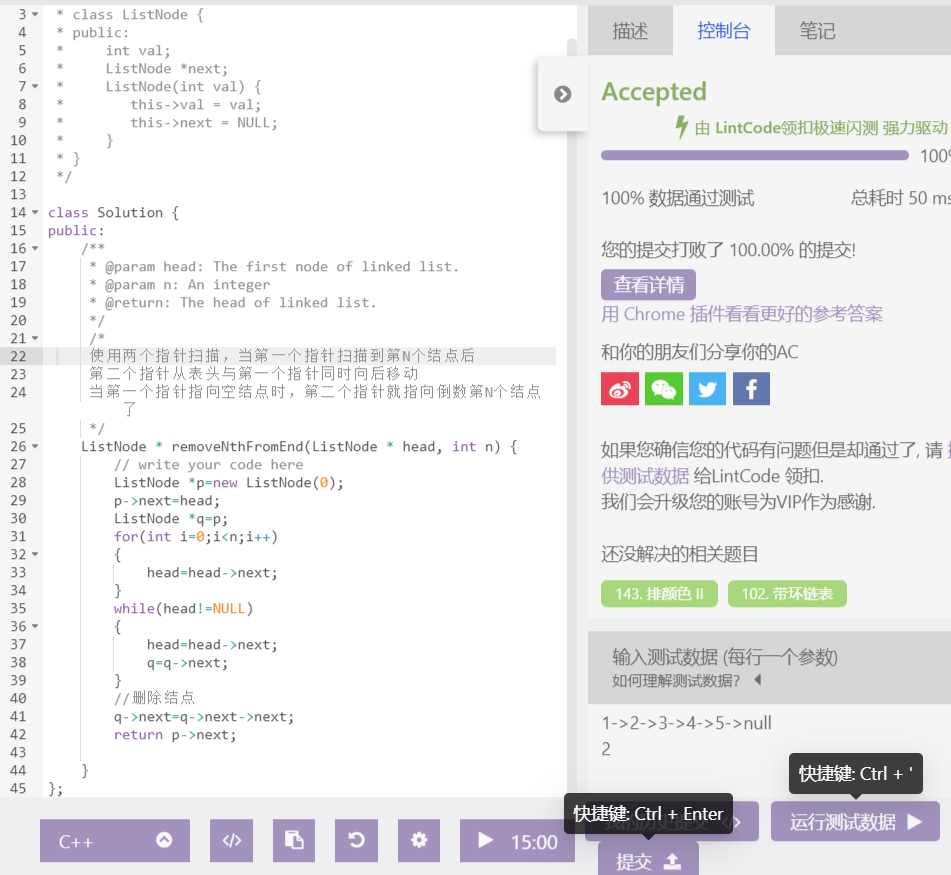 3 * class ListNode {
4 * public:
5 *     int val;
6 *     ListNode *next;
7 *     ListNode(int val) {
8 *        this->val = val;
9 *        this->next = NULL;
10 *     }
11 * }
12 */
13
14 class Solution {
15 public:
16     /**
17      * @param head: The first node of linked list.
18      * @param n: An integer
19      * @return: The head of linked list.
20      */
21     /*
22     使用两个指针扫描，当第一个指针扫描到第N个结点后
23     第二个指针从表头与第一个指针同时向后移动
24     当第一个指针指向空结点时，第二个指针就指向倒数第N个结点
了
25     */
26     ListNode * removeNthFromEnd(ListNode * head, int n) {
27         // write your code here
28         ListNode *p=new ListNode(0);
29         p->next=head;
30         ListNode *q=p;
31         for(int i=0;i<n;i++)
32         {
33             head=head->next;
34         }
35         while(head!=NULL)
36         {
37             head=head->next;
38             q=q->next;
39         }
40         //删除结点
41         q->next=q->next->next;
42         return p->next;
43
44     }
45 };
C++
</>
15:00
描述 控制台 笔记
Accepted
由 LintCode领扣极速闪测 强力驱动
100%
100% 数据通过测试 总耗时 50 ms
您的提交打败了 100.00% 的提交!
查看详情
用 Chrome 插件看看更好的参考答案
和你的朋友们分享你的AC
如果您确信您的代码有问题但是却通过了, 请
供测试数据 给LintCode 领扣.
我们会升级您的账号为VIP作为感谢.
还没解决的相关题目
143. 排颜色 II 102. 带环链表
输入测试数据 (每行一个参数)
如何理解测试数据?
1->2->3->4->5->null
2
快捷键: Ctrl + '
快捷键: Ctrl + Enter
运行测试数据
提交